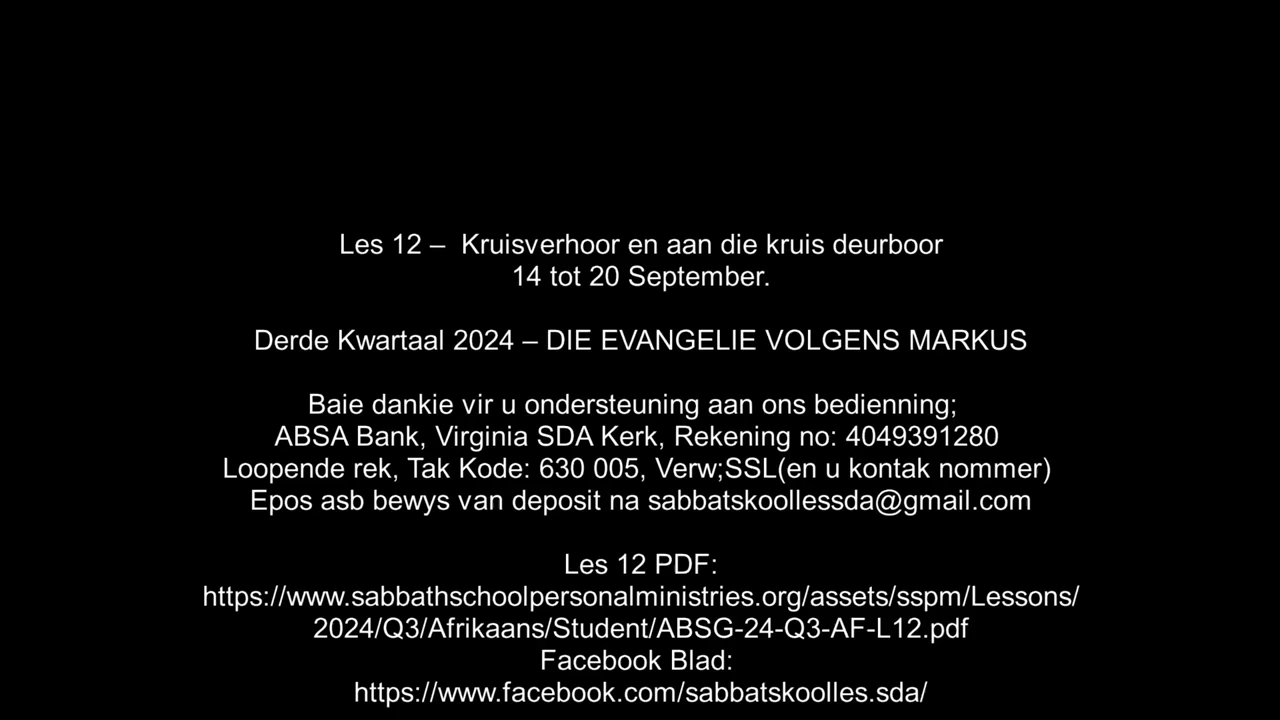 Les 12 –  Kruisverhoor en aan die kruis deurboor
14 tot 20 September.
Derde Kwartaal 2024 – DIE EVANGELIE VOLGENS MARKUS
Baie dankie vir u ondersteuning aan ons bedienning;
ABSA Bank, Virginia SDA Kerk, Rekening no: 4049391280
Loopende rek, Tak Kode: 630 005, Verw;SSL(en u kontak nommer)
Epos asb bewys van deposit na sabbatskoollessda@gmail.com
Les 12 PDF:
https://www.sabbathschoolpersonalministries.org/assets/sspm/Lessons/
2024/Q3/Afrikaans/Student/ABSG-24-Q3-AF-L12.pdf
Facebook Blad:
https://www.facebook.com/sabbatskoolles.sda/